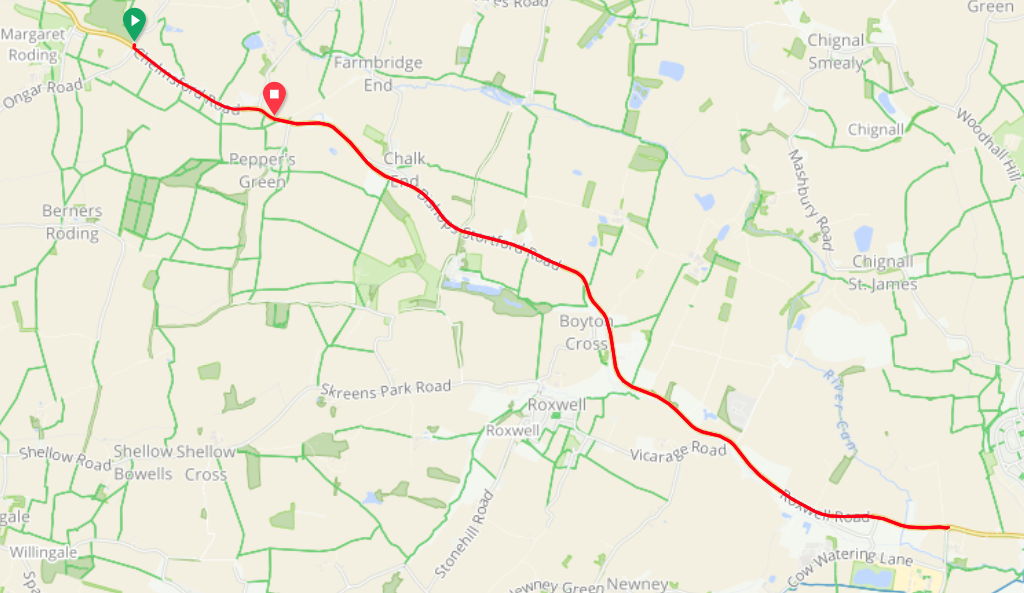 Green
Margaret
Roding
Chignal
Smealy
Farmbridge
End
Ongar Road
Chelmsford Road
Chignall
Woodhall Hill
Pepper's
Green
Chalk
End
Mashbury Road
Berners
Roding
Bishops Stortford Road
Chignall
St. James
Boyton
Cross
River Can
Skreens Park Road
Roxwell
Roxwell
Shellow Road
Shellow
Bowells
Shellow
Cross
Vicarage Road
Roxwell Road
Stonehill Road
Willingale
Cow Watering Lane
Newney Green
Newney